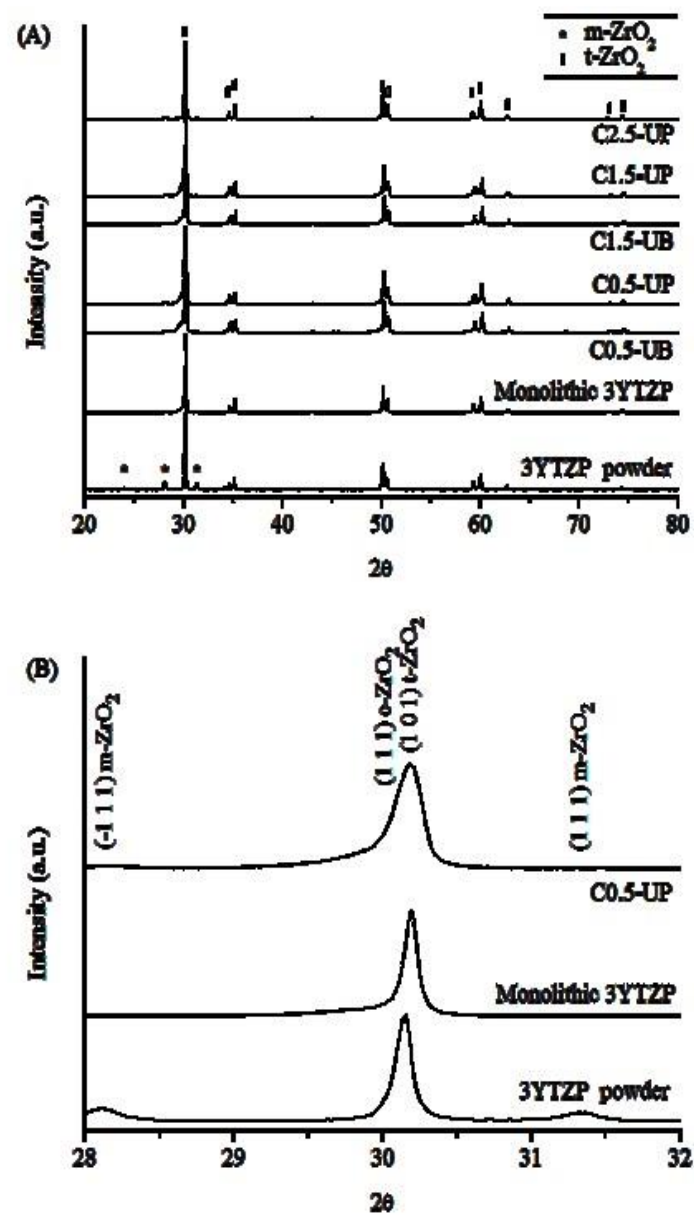 (A)
m-ZrO2
t-ZrO2
C2.5-UP
C1.5-UP
C1.5-UB
C0.5-UP
C0.5-UB
Monolithic 3YTZP
3YTZP powder
Intensity (a.u.)
20 30 40 50 60 70 80
2θ
(B)
(-1 1 1) m-ZrO2
(1 1 1) c-ZrO2
(1 0 1) t-ZrO2
(1 1 1) m-ZrO2
C0.5-UP
Monolithic 3YTZP
3YTZP powder
Intensity (a.u.)
28 29 30 31 32
2θ